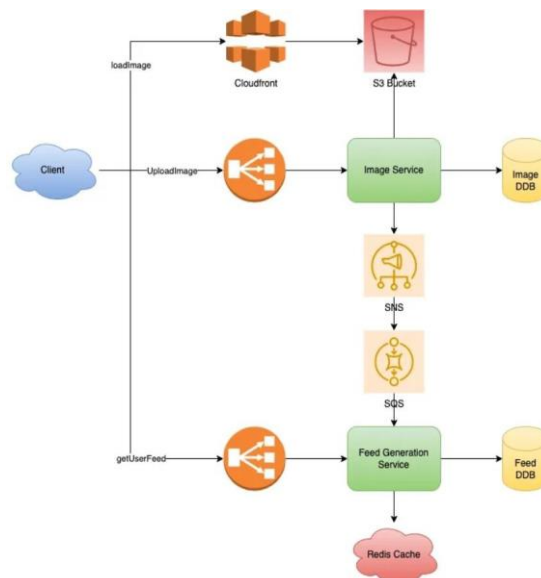 loadImage
Cloudfront
S3 Bucket
Client
UploadImage
Image Service
Image
DDB
SNS
SQS
getUserFeed
Feed Generation
Service
Feed
DDB
Redis Cache